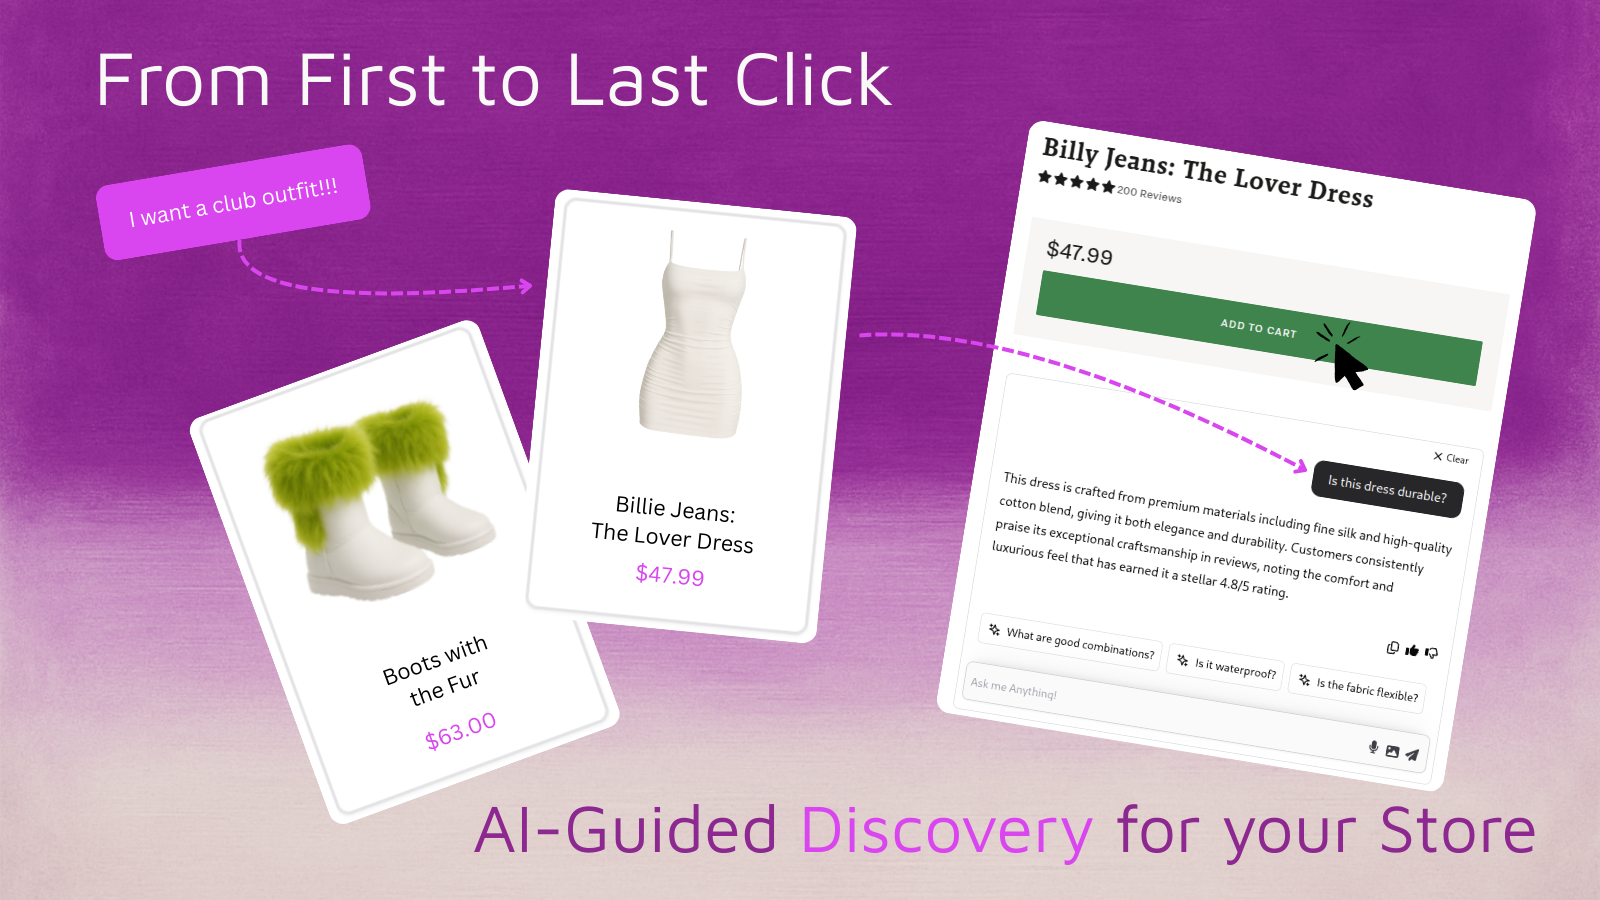 From First to Last Click
I want a club outfit!!!
Boots with
the Fur
$63.00
Billie Jeans:
The Lover Dress
$47.99
Billy Jeans: The Lover Dress
200 Reviews
$47.99
ADD TO CART
Clear
Is this dress durable?
This dress is crafted from premium materials including fine silk and high-quality
cotton blend, giving it both elegance and durability. Customers consistently
praise its exceptional craftsmanship in reviews, noting the comfort and
luxurious feel that has earned it a stellar 4.8/5 rating.
What are good combinations?
Is it waterproof?
Is the fabric flexible?
Ask me Anything!
AI-Guided Discovery for your Store